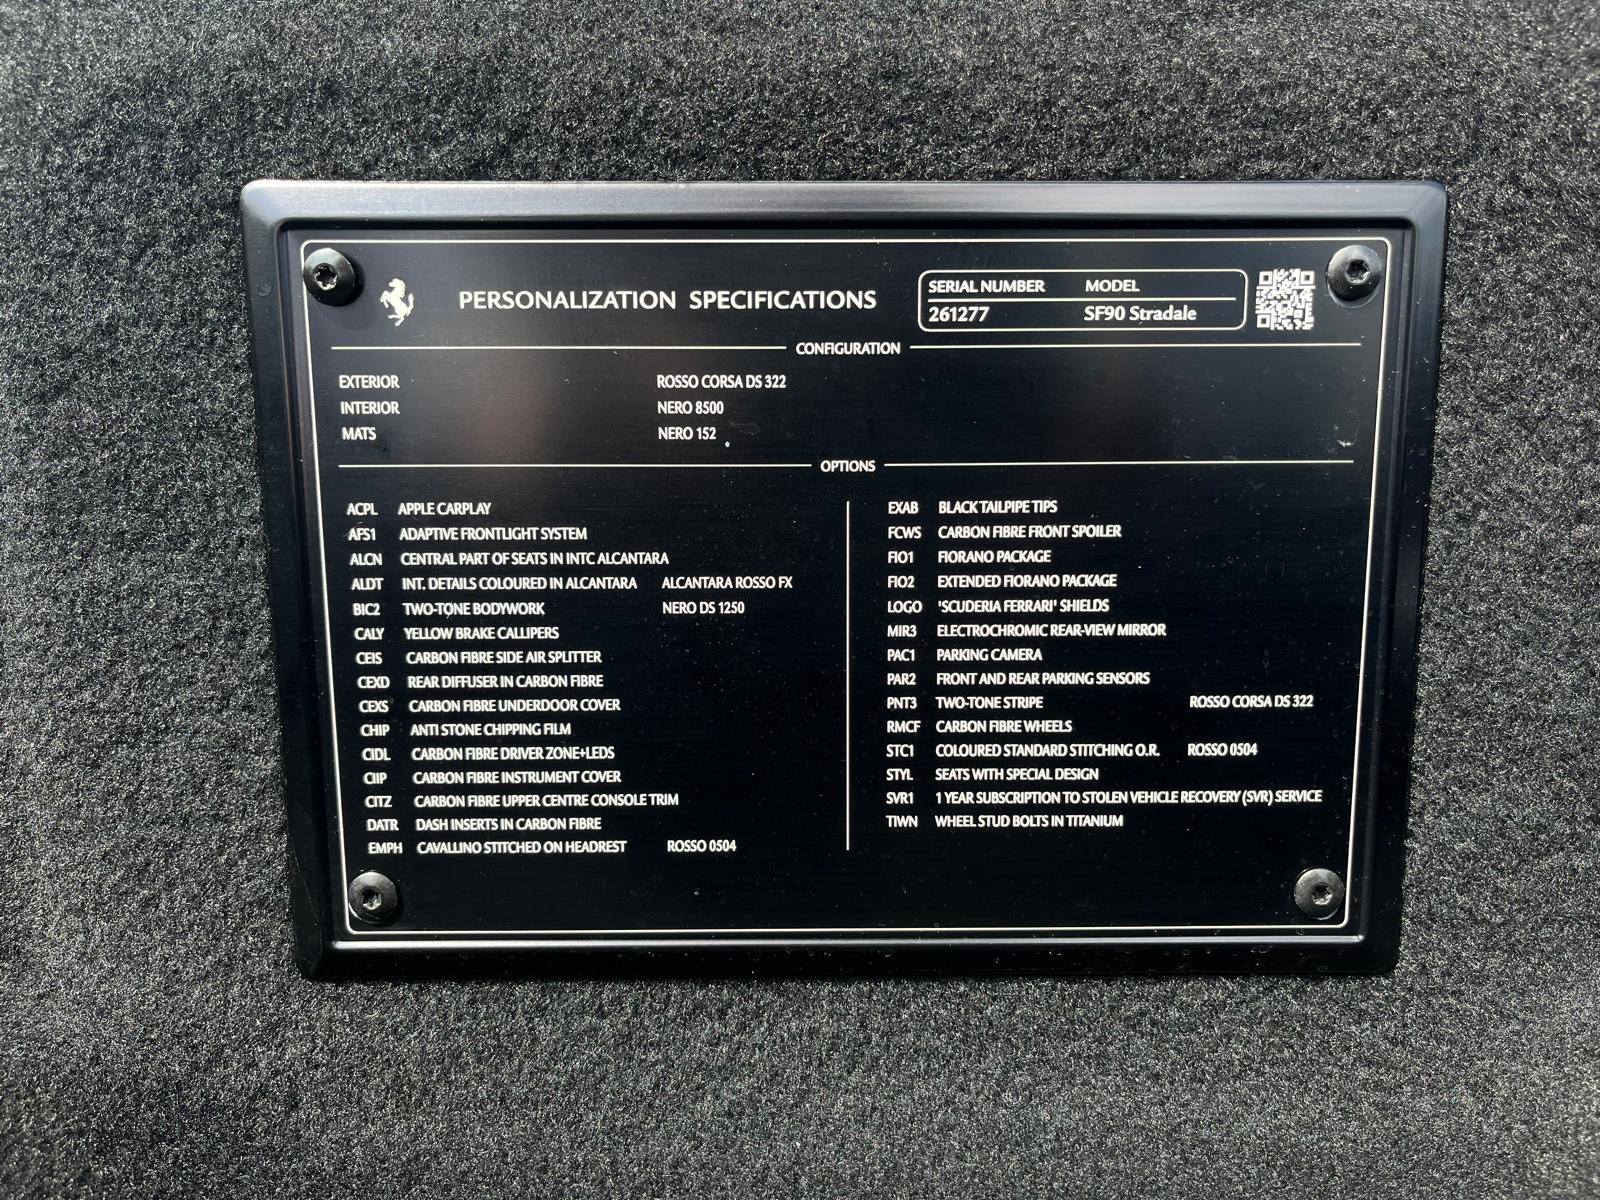 PERSONALIZATION SPECIFICATIONS
SERIAL NUMBER MODEL
261277 SF90 Stradale
CONFIGURATION
EXTERIOR ROSSO CORSA DS 322
INTERIOR NERO 8500
MATS NERO 152
OPTIONS
ACPL APPLE CARPLAY
AFS1 ADAPTIVE FRONTLIGHT SYSTEM
ALCN CENTRAL PART OF SEATS IN INTC ALCANTARA
ALDT INT. DETAILS COLOURED IN ALCANTARA ALCANTARA ROSSO FX
BIC2 TWO-TONE BODYWORK NERO DS 1250
CALY YELLOW BRAKE CALLIPERS
CEIS CARBON FIBRE SIDE AIR SPLITTER
CEXD REAR DIFFUSER IN CARBON FIBRE
CEXS CARBON FIBRE UNDERDOOR COVER
CHIP ANTI STONE CHIPPING FILM
CIDL CARBON FIBRE DRIVER ZONE+LEDS
CIIP CARBON FIBRE INSTRUMENT COVER
CITZ CARBON FIBRE UPPER CENTRE CONSOLE TRIM
DATR DASH INSERTS IN CARBON FIBRE
EMPH CAVALLINO STITCHED ON HEADREST ROSSO 0504
EXAB BLACK TAILPIPE TIPS
FCWS CARBON FIBRE FRONT SPOILER
FIO1 FIORANO PACKAGE
FIO2 EXTENDED FIORANO PACKAGE
LOGO 'SCUDERIA FERRARI' SHIELDS
MIR3 ELECTROCHROMIC REAR-VIEW MIRROR
PAC1 PARKING CAMERA
PAR2 FRONT AND REAR PARKING SENSORS
PNT3 TWO-TONE STRIPE ROSSO CORSA DS 322
RMCF CARBON FIBRE WHEELS
STC1 COLOURED STANDARD STITCHING O.R. ROSSO 0504
STYL SEATS WITH SPECIAL DESIGN
SVR1 1 YEAR SUBSCRIPTION TO STOLEN VEHICLE RECOVERY (SVR) SERVICE
TIWN WHEEL STUD BOLTS IN TITANIUM